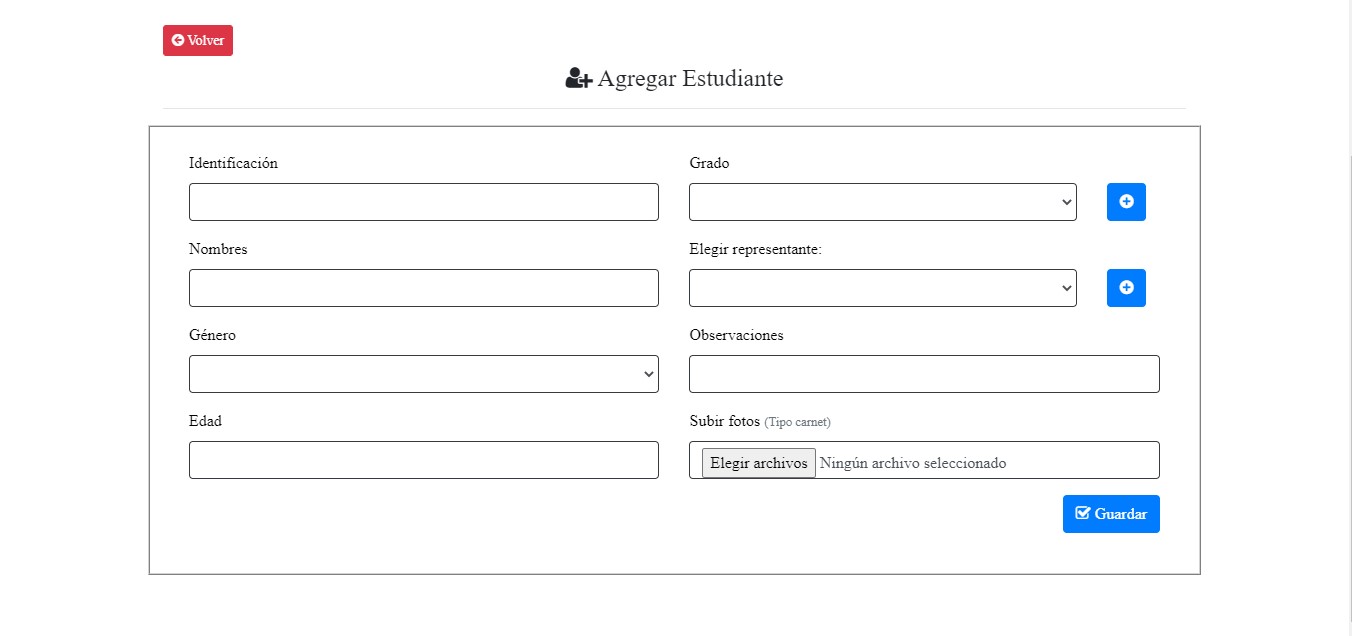 Volver
Agregar Estudiante
Identificación
Grado
Nombres
Elegir representante:
Género
Observaciones
Edad
Subir fotos (Tipo carnet)
Elegir archivos Ningún archivo seleccionado
Guardar